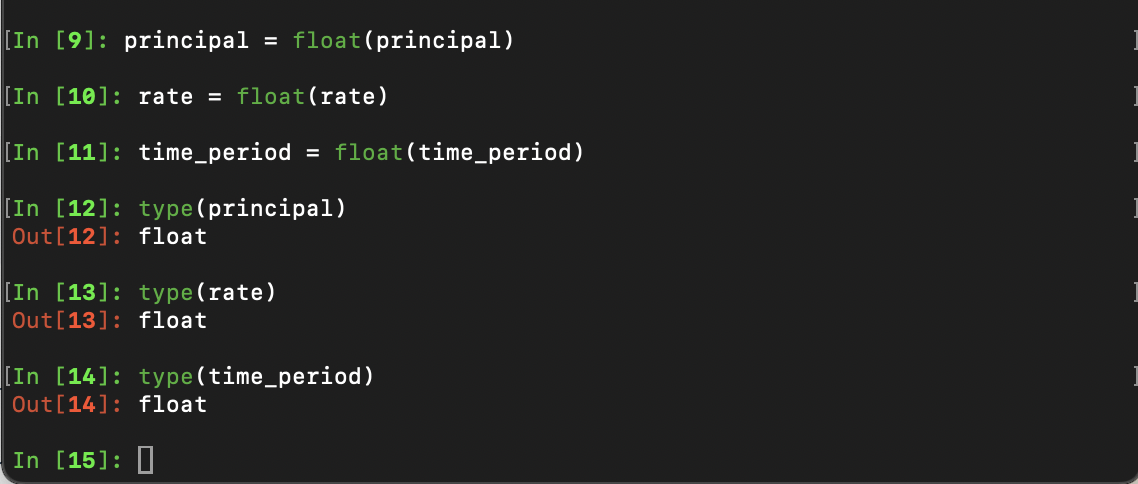 [In [9]: principal = float(principal) ]
[In [10]: rate = float(rate) ]
[In [11]: time_period = float(time_period) ]
[In [12]: type(principal) ]
Out[12]: float
[In [13]: type(rate) ]
Out[13]: float
[In [14]: type(time_period) ]
Out[14]: float
In [15]: